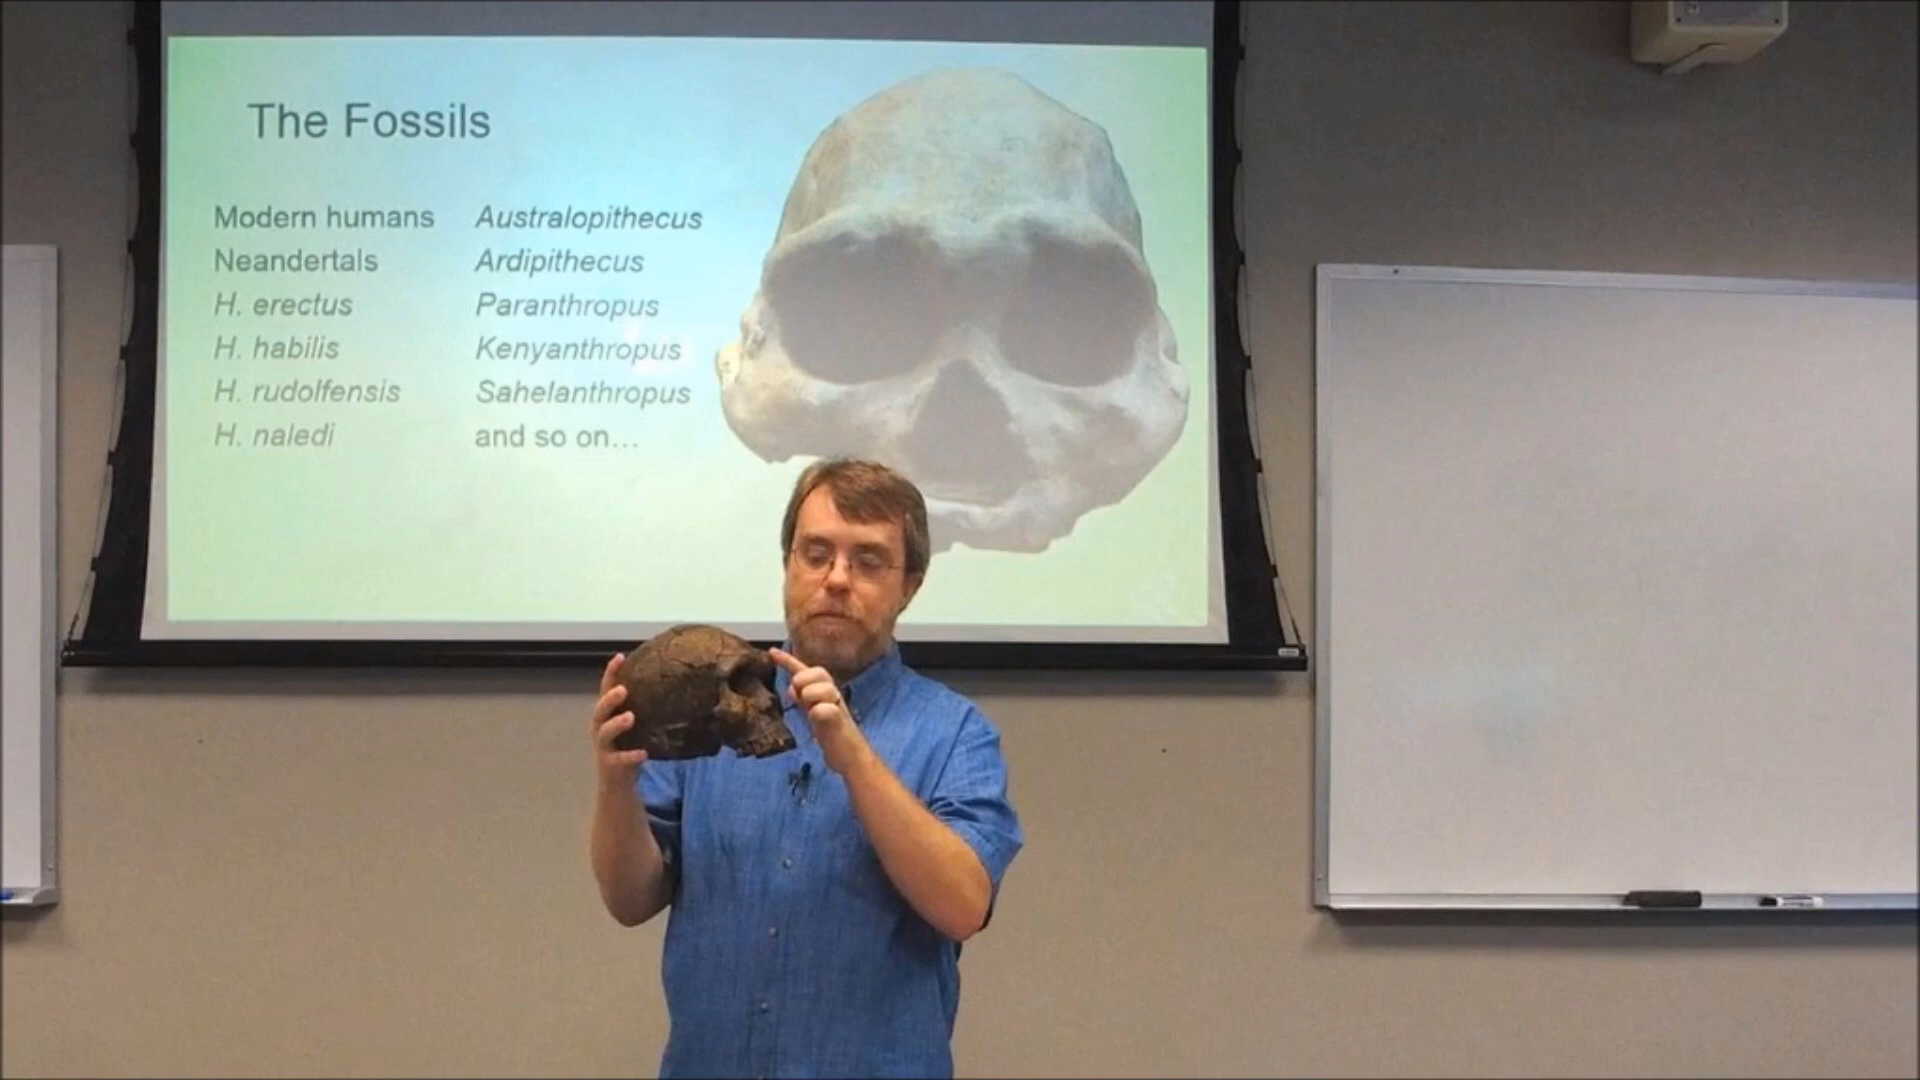 The Fossils
Modern humans
Neandertals
H. erectus
H. habilis
H. rudolfensis
H. naledi
Australopithecus
Ardipithecus
Paranthropus
Kenyanthropus
Sahelanthropus
and so on...